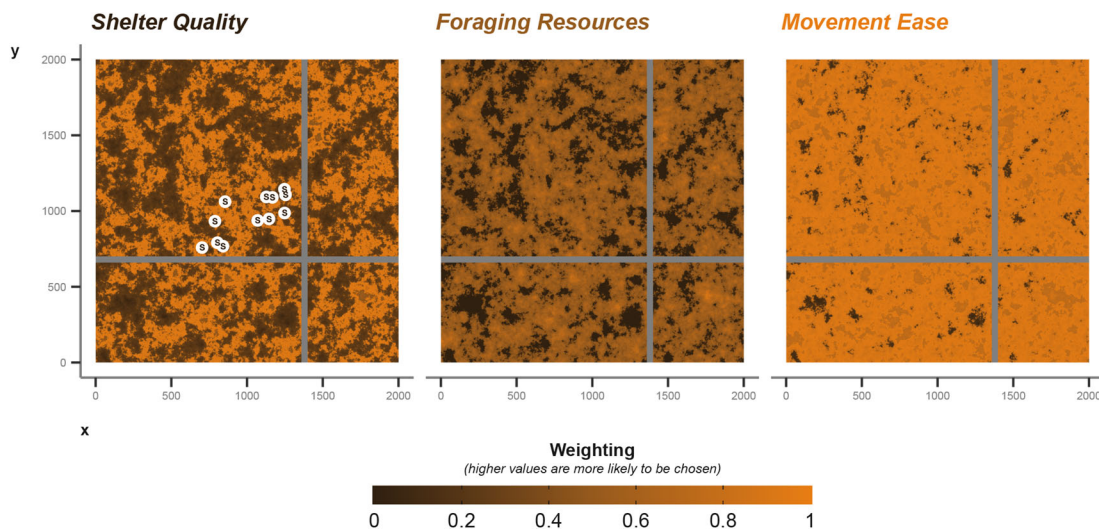 Shelter Quality
Foraging Resources
Movement Ease
y
2000
1500
1000
500
0
S
S S
S
S
S
S
S
S S
S
S
S
0 500 1000 1500 2000
0 500 1000 1500 2000
0 500 1000 1500 2000
x
Weighting
(higher values are more likely to be chosen)
0 0.2 0.4 0.6 0.8 1